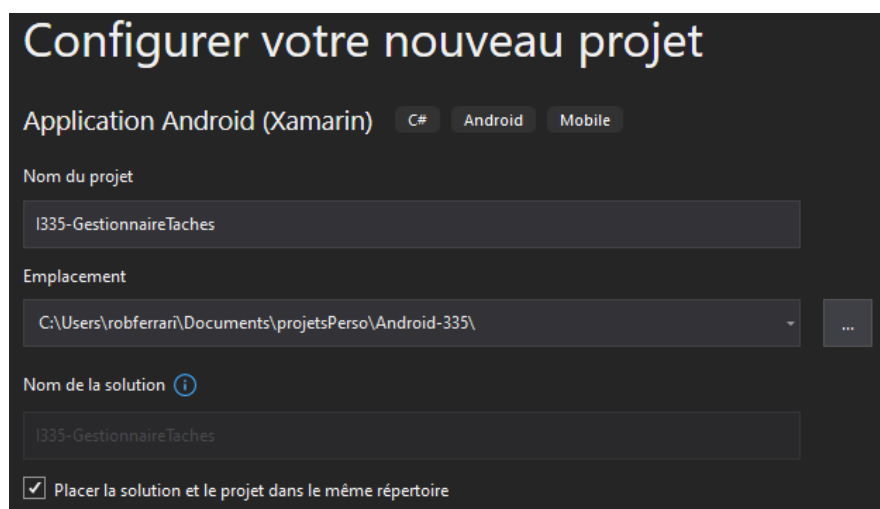 Configurer votre nouveau projet
Application Android (Xamarin) C# Android Mobile
Nom du projet
I335-GestionnaireTaches
Emplacement
C:\Users\robferrari\Documents\projetsPerso\Android-335\
...
Nom de la solution
I335-GestionnaireTaches
Placer la solution et le projet dans le même répertoire